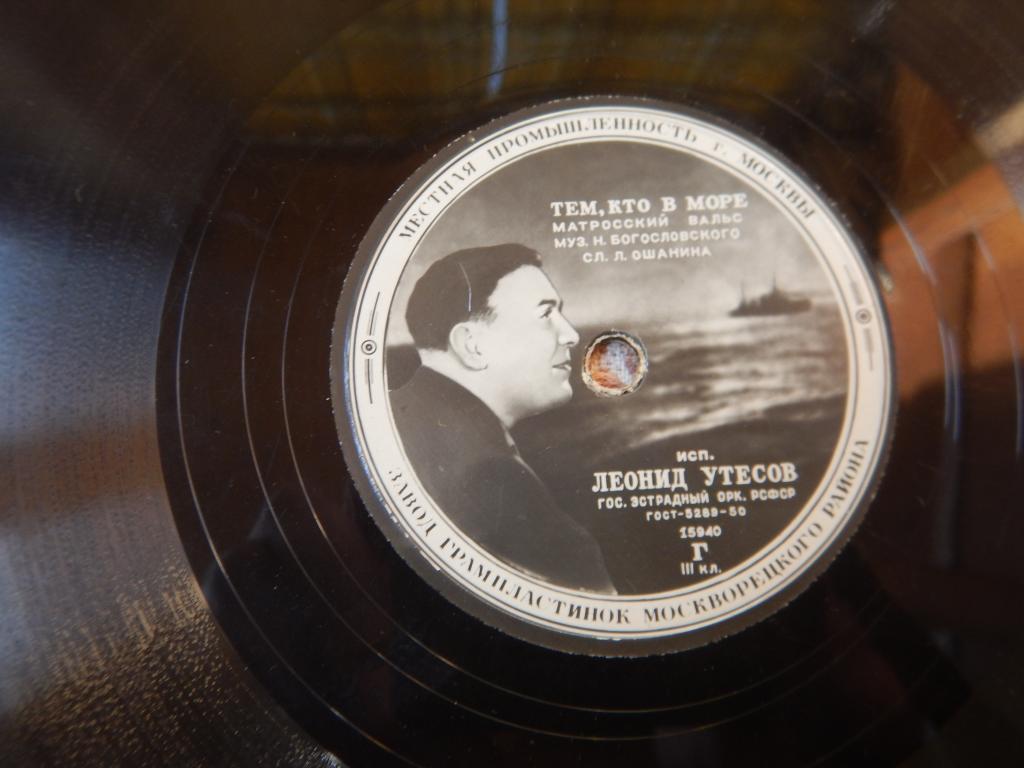 МЕСТНАЯ ПРОМЫШЛЕННОСТЬ Г. МОСКВЫ
ТЕМ, КТО В МОРЕ
МАТРОССКИЙ ВАЛЬС
МУЗ. Н. БОГОСЛОВСКОГО
СЛ. Л. ОШАНИНА
ИСП.
ЛЕОНИД УТЕСОВ
ГОС. ЭСТРАДНЫЙ ОРК. РСФСР
ГОСТ-5289-50
15940
Г
III КЛ.
ЗАВОД ГРАМПЛАСТИНОК МОСКВОРЕЦКОГО РАЙОНА